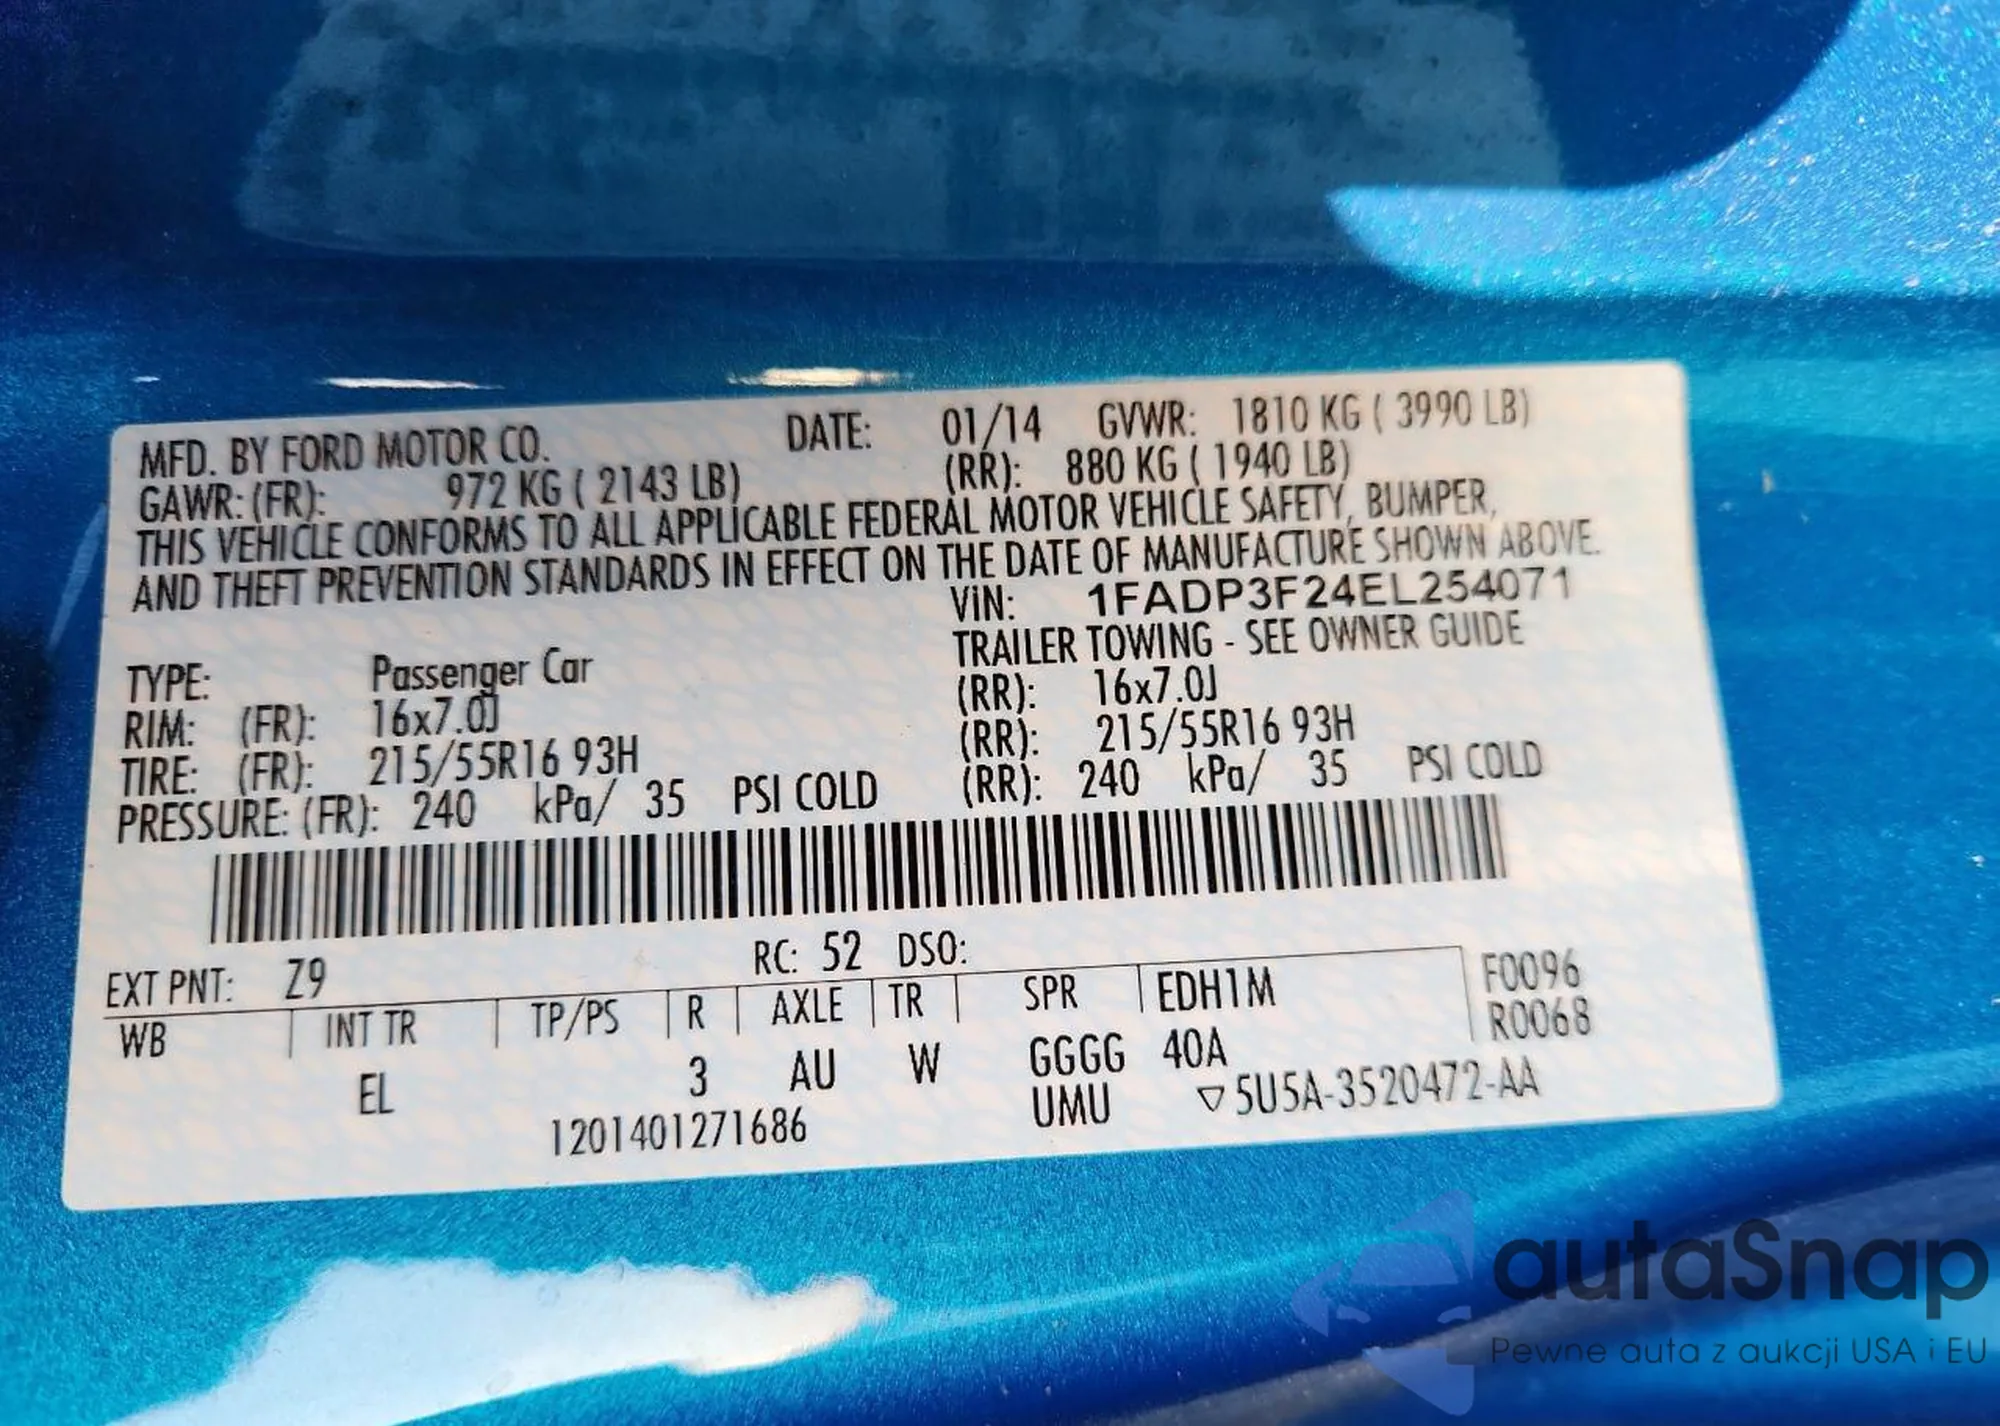 MFD. BY FORD MOTOR CO. DATE: 01/14 GVWR: 1810 KG ( 3990 LB)
GAWR: (FR): 972 KG ( 2143 LB) (RR): 880 KG ( 1940 LB)
THIS VEHICLE CONFORMS TO ALL APPLICABLE FEDERAL MOTOR VEHICLE SAFETY, BUMPER,
AND THEFT PREVENTION STANDARDS IN EFFECT ON THE DATE OF MANUFACTURE SHOWN ABOVE.
VIN: 1FADP3F24EL254071
TRAILER TOWING - SEE OWNER GUIDE
TYPE: Passenger Car
RIM: (FR): 16x7.0J (RR): 16x7.0J
TIRE: (FR): 215/55R16 93H (RR): 215/55R16 93H
PRESSURE: (FR): 240 kPa/ 35 PSI COLD (RR): 240 kPa/ 35 PSI COLD
EXT PNT: Z9 RC: 52 DSO:
WB INT TR TP/PS R AXLE TR SPR EDH1M F0096
R0068
EL 3 AU W GGGG 40A
UMU ▽5U5A-3520472-AA
1201401271686
autaSnap
Pewne auta z aukcji USA i EU